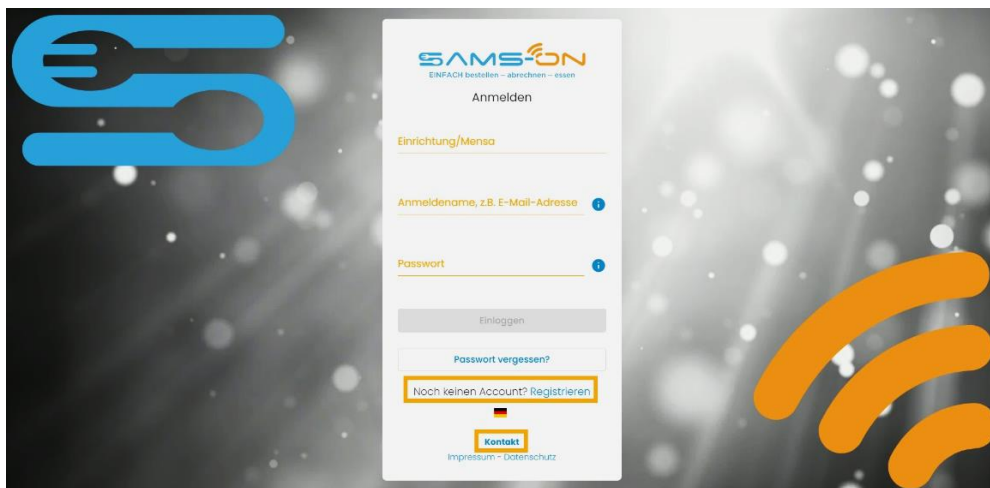 SAMS-ON
EINFACH bestellen – abrechnen – essen
Anmelden
Einrichtung/Mensa
Anmeldename, z.B. E-Mail-Adresse
i
Passwort
i
Einloggen
Passwort vergessen?
Noch keinen Account? Registrieren
Kontakt
Impressum - Datenschutz